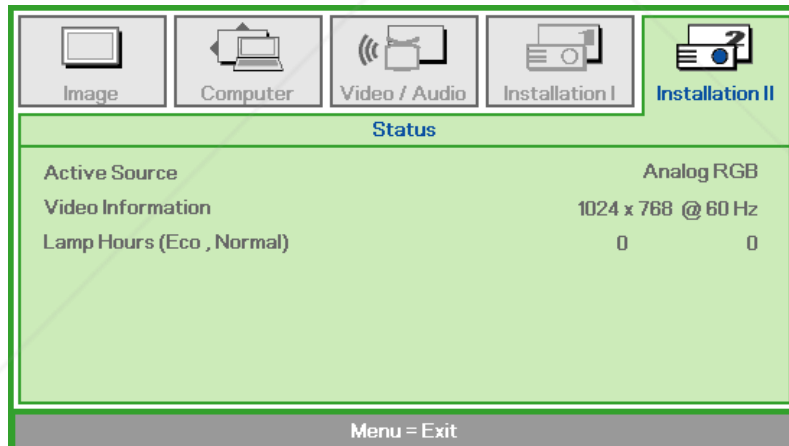 Image Computer Video / Audio Installation I Installation II
Status
Active Source Analog RGB
Video Information 1024 x 768 @ 60 Hz
Lamp Hours (Eco , Normal) 0 0
Menu = Exit